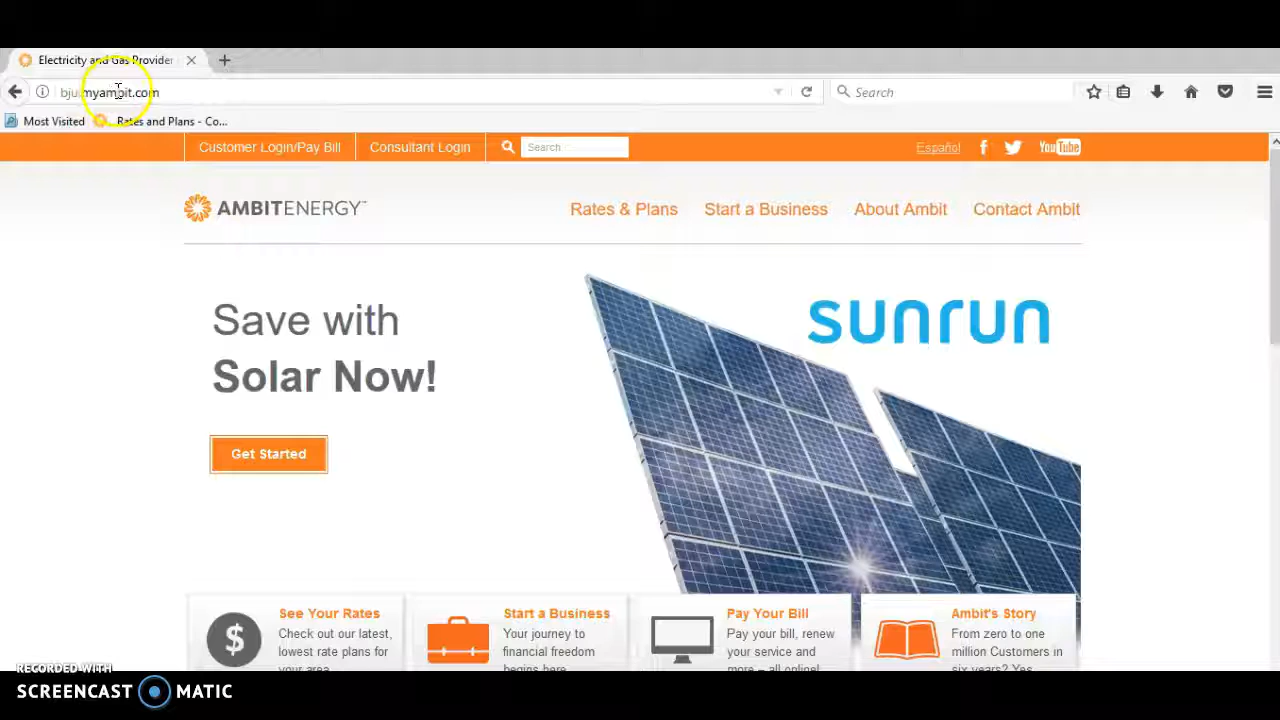 Electricity and Gas Provider
bju.myambit.com
Search
Most Visited
Rates and Plans - Co...
Customer Login/Pay Bill
Consultant Login
Search
Español
f
You Tube
AMBITENERGY™
Rates & Plans
Start a Business
About Ambit
Contact Ambit
Save with
Solar Now!
sunrun
Get Started
$
See Your Rates
Check out our latest,
lowest rate plans for
your area
Start a Business
Your journey to
financial freedom
begins here
Pay Your Bill
Pay your bill, renew
your service and
more – all online!
Ambit's Story
From zero to one
million Customers in
six years? Yes
RECORDED WITH
SCREENCAST MATIC